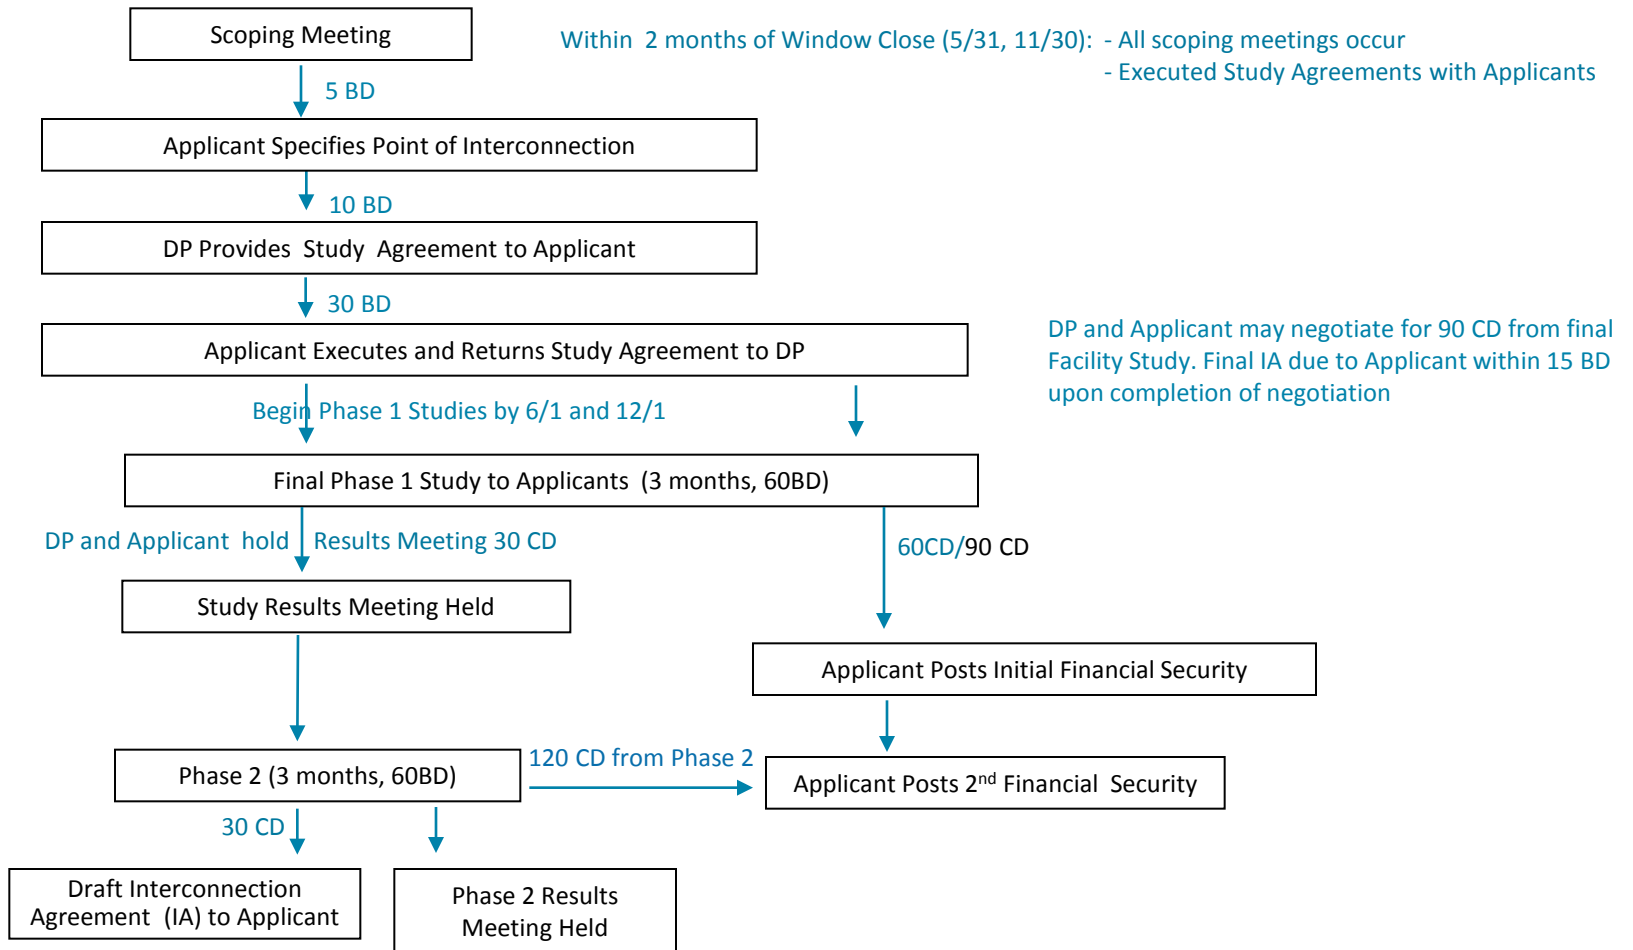 Scoping Meeting
Within 2 months of Window Close (5/31, 11/30): - All scoping meetings occur
- Executed Study Agreements with Applicants
5 BD
Applicant Specifies Point of Interconnection
10 BD
DP Provides Study Agreement to Applicant
30 BD
Applicant Executes and Returns Study Agreement to DP
DP and Applicant may negotiate for 90 CD from final
Facility Study. Final IA due to Applicant within 15 BD
upon completion of negotiation
Begin Phase 1 Studies by 6/1 and 12/1
Final Phase 1 Study to Applicants (3 months, 60BD)
DP and Applicant hold Results Meeting 30 CD
60CD/90 CD
Study Results Meeting Held
Applicant Posts Initial Financial Security
Phase 2 (3 months, 60BD)
120 CD from Phase 2
Applicant Posts 2nd Financial Security
30 CD
Draft Interconnection
Agreement (IA) to Applicant
Phase 2 Results
Meeting Held